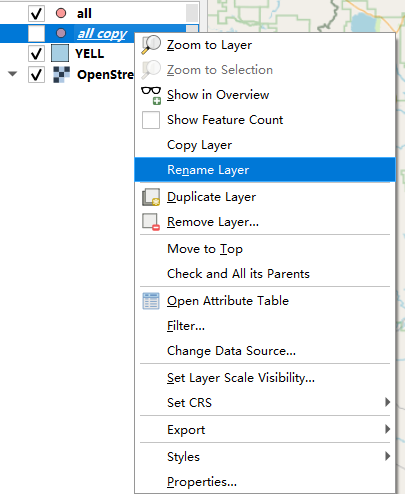 all
all copy
YELL
OpenStre
Zoom to Layer
Zoom to Selection
Show in Overview
Show Feature Count
Copy Layer
Rename Layer
Duplicate Layer
Remove Layer...
Move to Top
Check and All its Parents
Open Attribute Table
Filter...
Change Data Source...
Set Layer Scale Visibility...
Set CRS
Export
Styles
Properties...